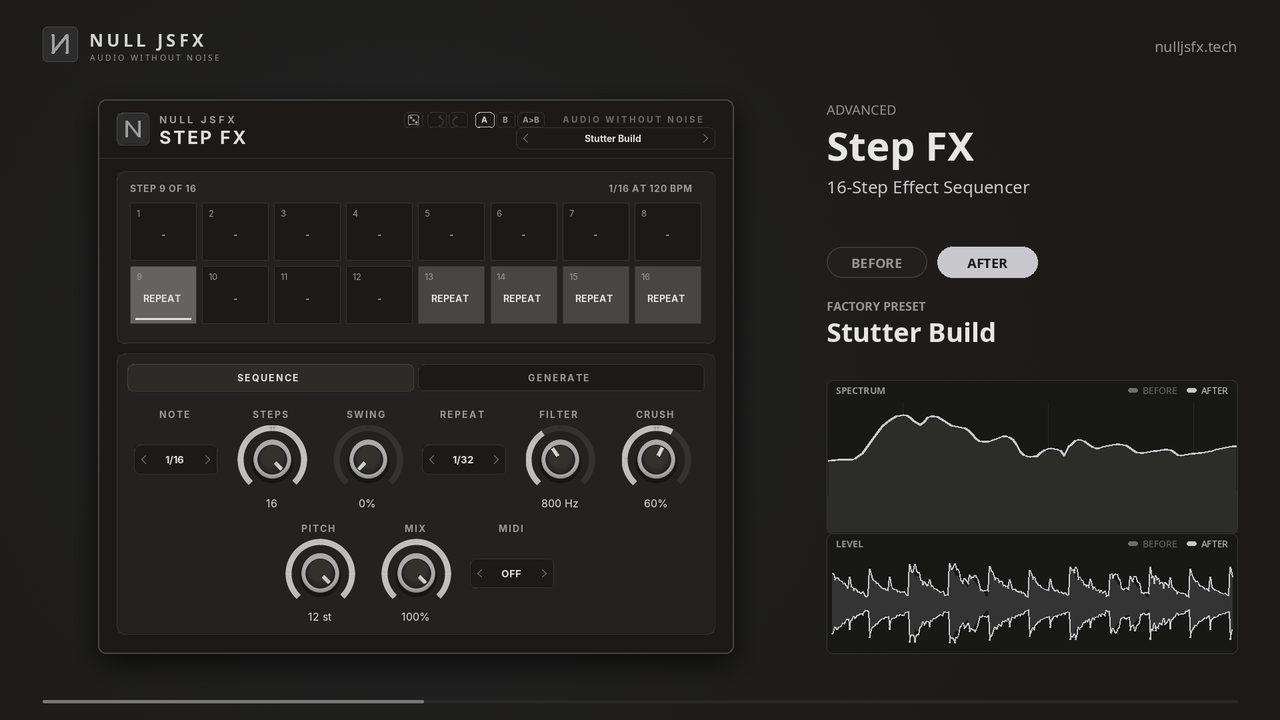 NULL JSFX
AUDIO WITHOUT NOISE
nulljsfx.tech
N
NULL JSFX
STEP FX
A B A>B
AUDIO WITHOUT NOISE
Stutter Build
STEP 9 OF 16
1/16 AT 120 BPM
1 2 3 4 5 6 7 8
- - - - - - - -
9 10 11 12 13 14 15 16
REPEAT - - - REPEAT REPEAT REPEAT REPEAT
SEQUENCE GENERATE
NOTE STEPS SWING REPEAT FILTER CRUSH
1/16 1/32
16 0% 800 Hz 60%
PITCH MIX MIDI
OFF
12 st 100%
ADVANCED
Step FX
16-Step Effect Sequencer
BEFORE AFTER
FACTORY PRESET
Stutter Build
SPECTRUM BEFORE AFTER
LEVEL BEFORE AFTER